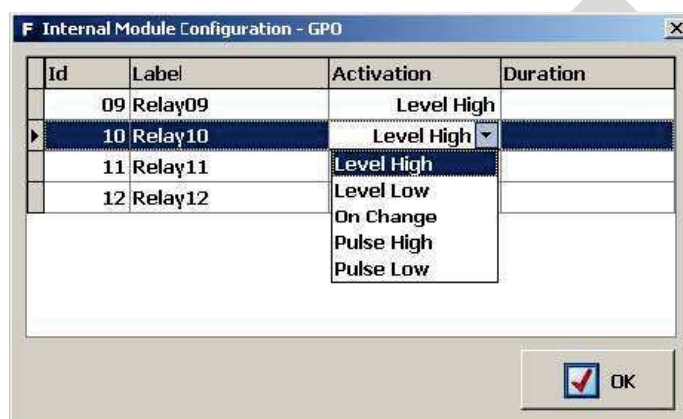 F Internal Module Configuration - GPO
Id Label Activation Duration
09 Relay09 Level High
10 Relay10 Level High
11 Relay11 Level High
12 Relay12 Level Low
On Change
Pulse High
Pulse Low
OK